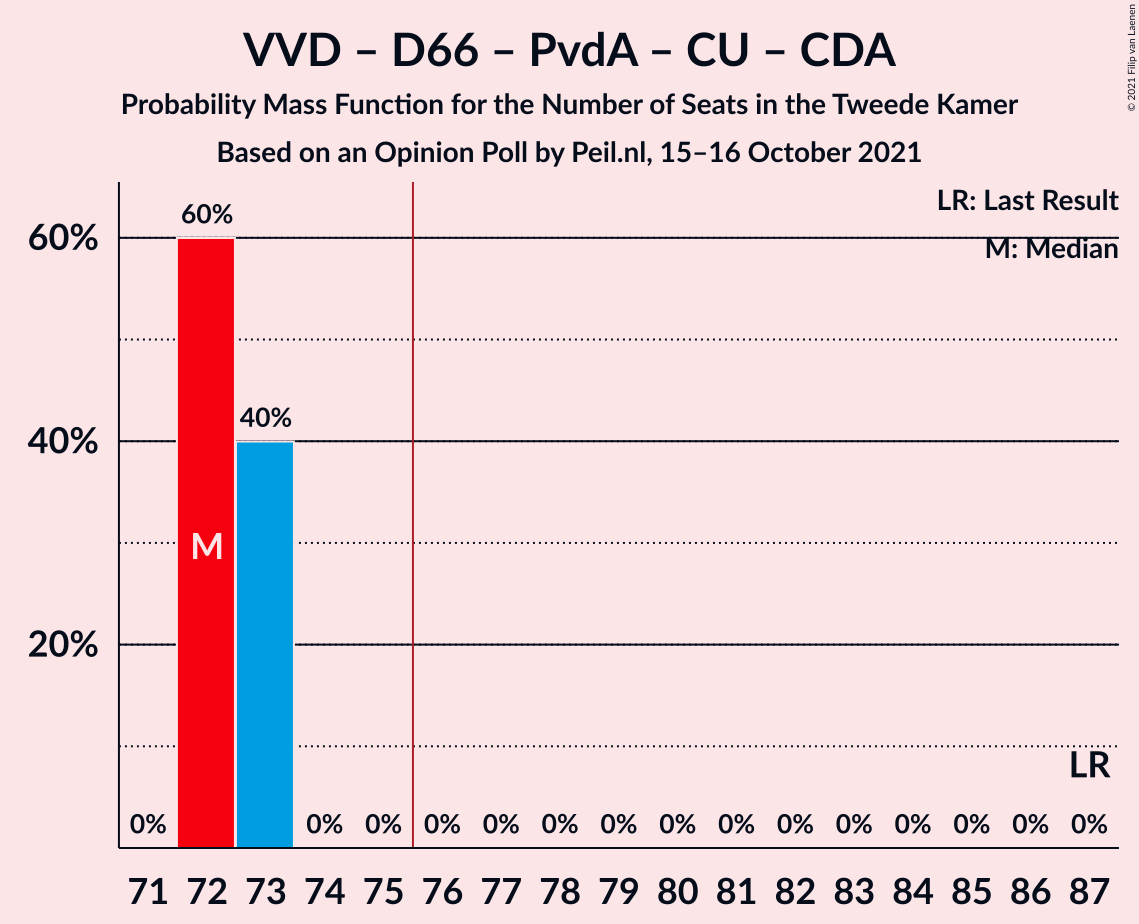 VVD – D66 – PvdA – CU – CDA
Probability Mass Function for the Number of Seats in the Tweede Kamer
Based on an Opinion Poll by Peil.nl, 15–16 October 2021
© 2021 Filip van Laenen
LR: Last Result
M: Median
60%
40%
20%
60%
40%
M
LR
0% 0% 0% 0% 0% 0% 0% 0% 0% 0% 0% 0% 0% 0% 0%
71 72 73 74 75 76 77 78 79 80 81 82 83 84 85 86 87